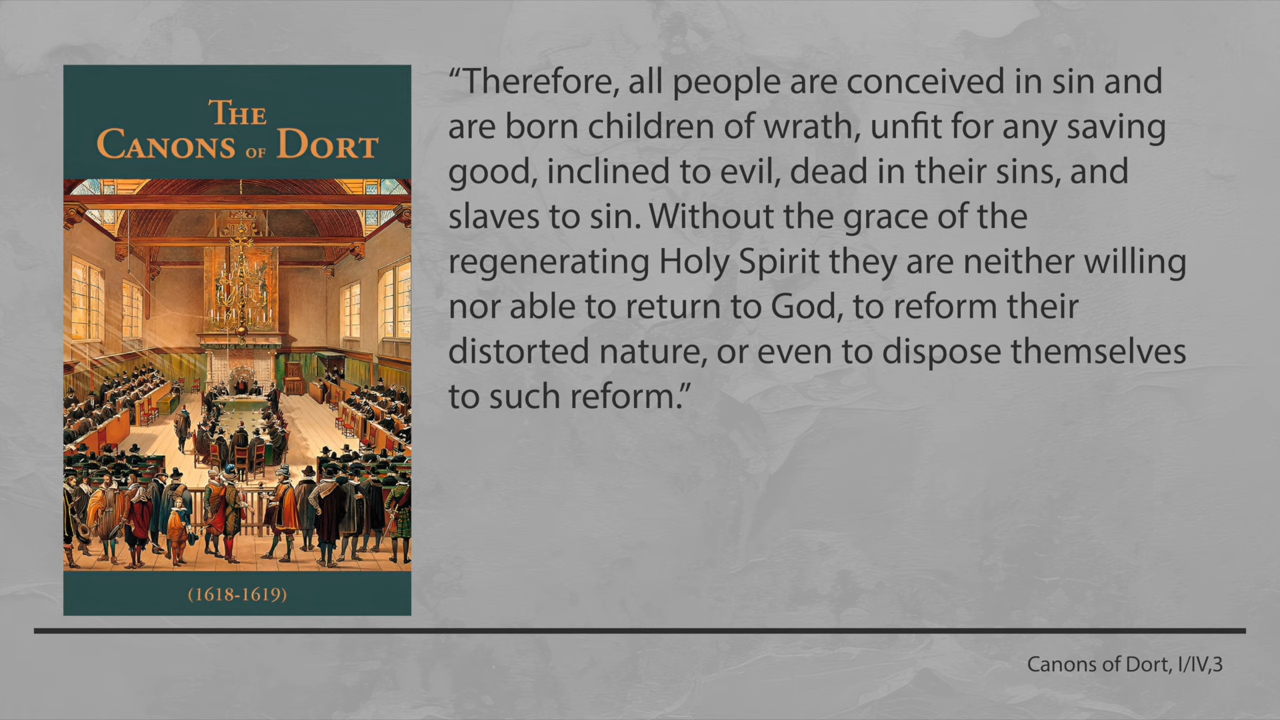 THE
CANONS OF DORT
(1618-1619)
“Therefore, all people are conceived in sin and
are born children of wrath, unfit for any saving
good, inclined to evil, dead in their sins, and
slaves to sin. Without the grace of the
regenerating Holy Spirit they are neither willing
nor able to return to God, to reform their
distorted nature, or even to dispose themselves
to such reform.”
Canons of Dort, I/IV,3